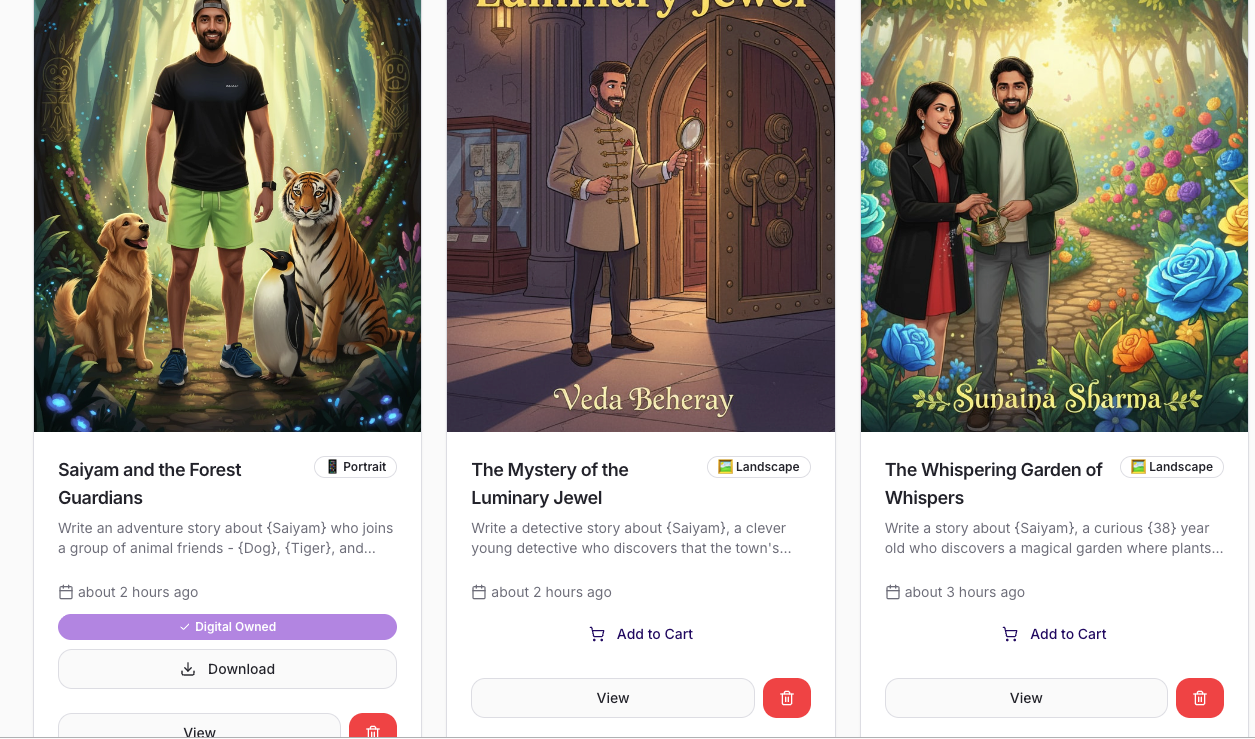 Luminary Jewel
Veda Beheray
Sunaina Sharma
Saiyam and the Forest
Guardians
Portrait
Write an adventure story about {Saiyam} who joins
a group of animal friends - {Dog}, {Tiger}, and...
about 2 hours ago
Digital Owned
Download
View
The Mystery of the
Luminary Jewel
Landscape
Write a detective story about {Saiyam}, a clever
young detective who discovers that the town's...
about 2 hours ago
Add to Cart
View
The Whispering Garden of
Whispers
Landscape
Write a story about {Saiyam}, a curious {38} year
old who discovers a magical garden where plants...
about 3 hours ago
Add to Cart
View